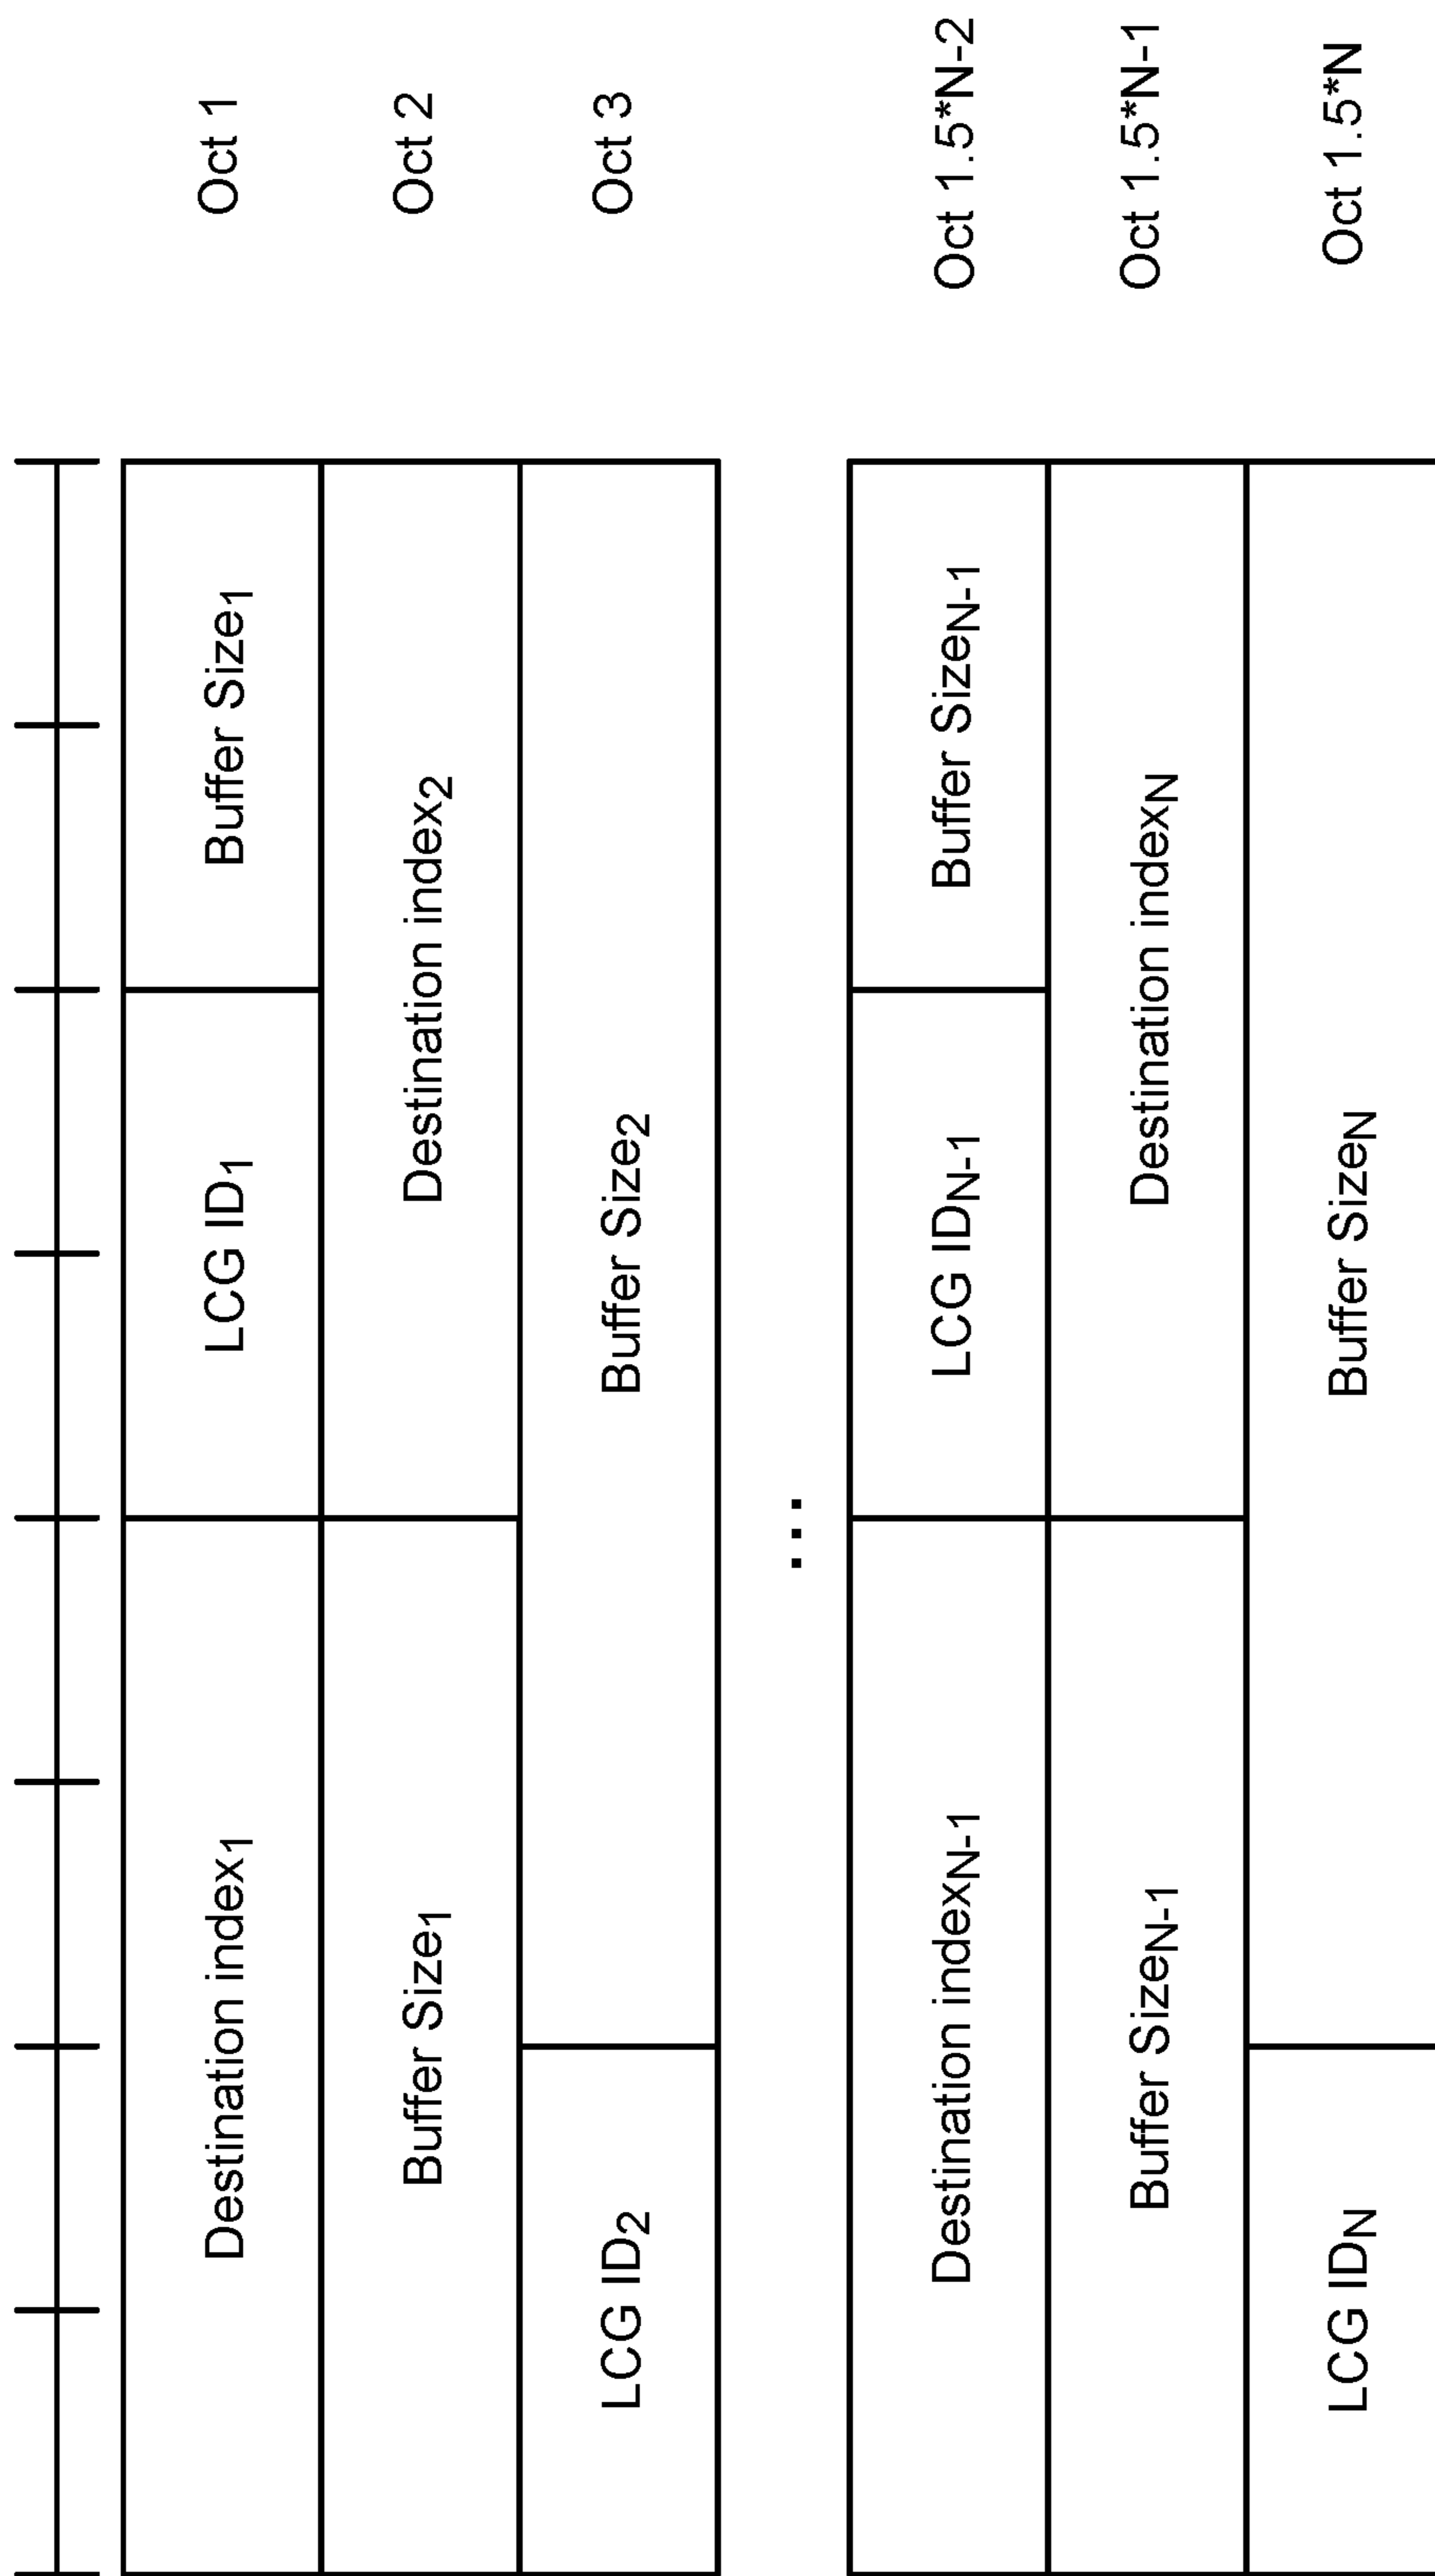 Destination index1 LCG ID1 Buffer Size1 Oct 1
Buffer Size1 Destination index2 Oct 2
LCG ID2 Buffer Size2 Oct 3
...
Destination indexN-1 LCG IDN-1 Buffer SizeN-1 Oct 1.5*N-2
Buffer SizeN-1 Destination indexN Oct 1.5*N-1
LCG IDN Buffer SizeN Oct 1.5*N